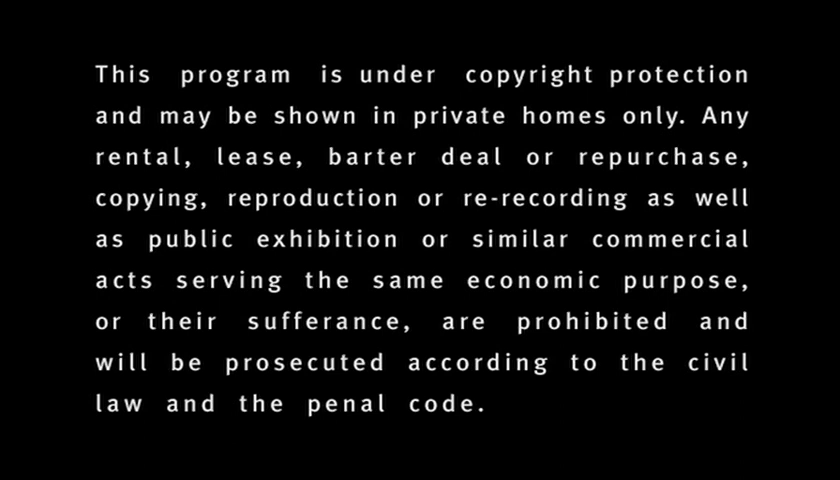 This program is under copyright protection
and may be shown in private homes only. Any
rental, lease, barter deal or repurchase,
copying, reproduction or re-recording as well
as public exhibition or similar commercial
acts serving the same economic purpose,
or their sufferance, are prohibited and
will be prosecuted according to the civil
law and the penal code.